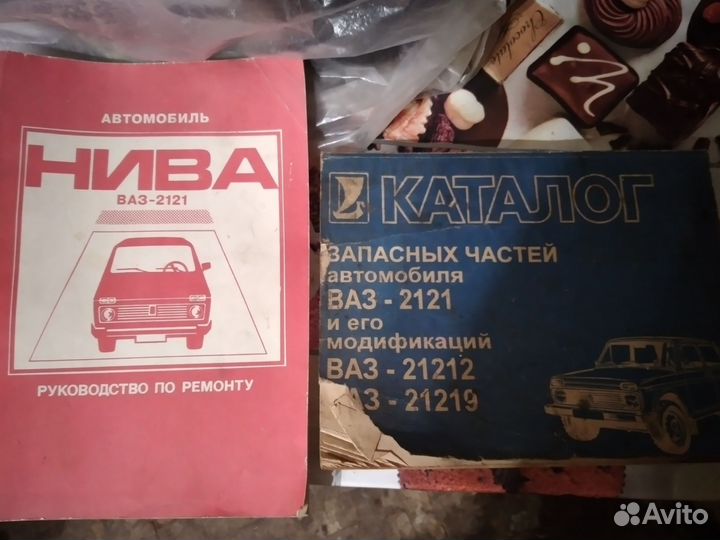 АВТОМОБИЛЬ
НИВА
ВАЗ-2121
РУКОВОДСТВО ПО РЕМОНТУ
КАТАЛОГ
ЗАПАСНЫХ ЧАСТЕЙ
автомобиля
ВАЗ - 2121
и его
модификаций
ВАЗ - 21212
АЗ - 21219
Chocolate
Avito